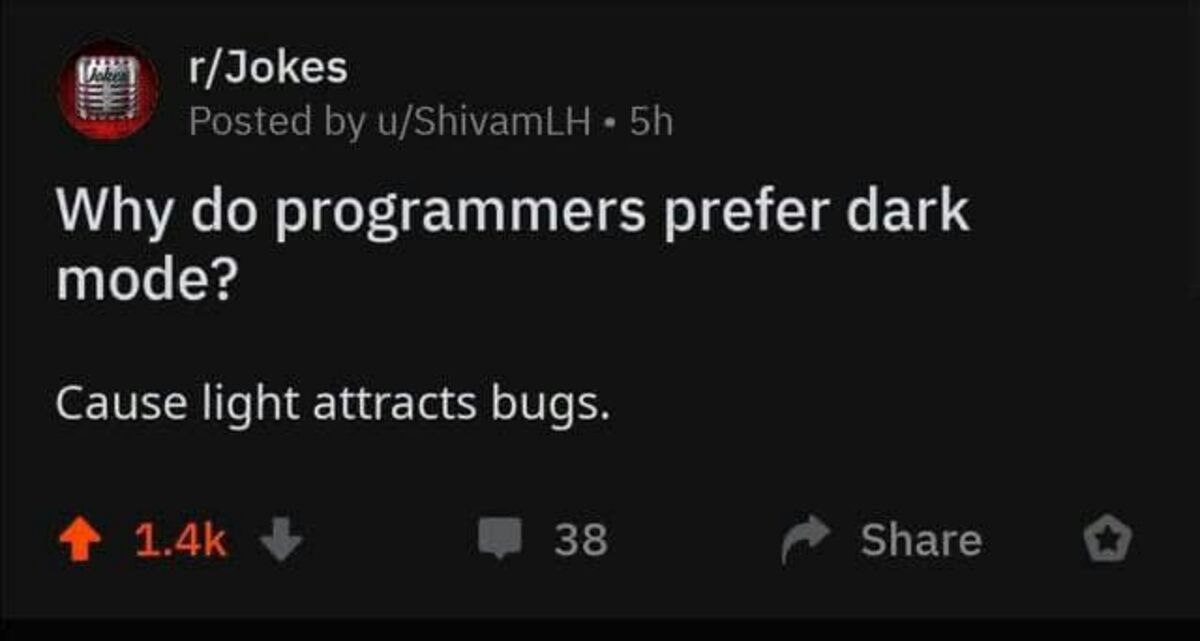 Jokes
r/Jokes
Posted by u/ShivamLH • 5h
Why do programmers prefer dark
mode?
Cause light attracts bugs.
1.4k
38
Share